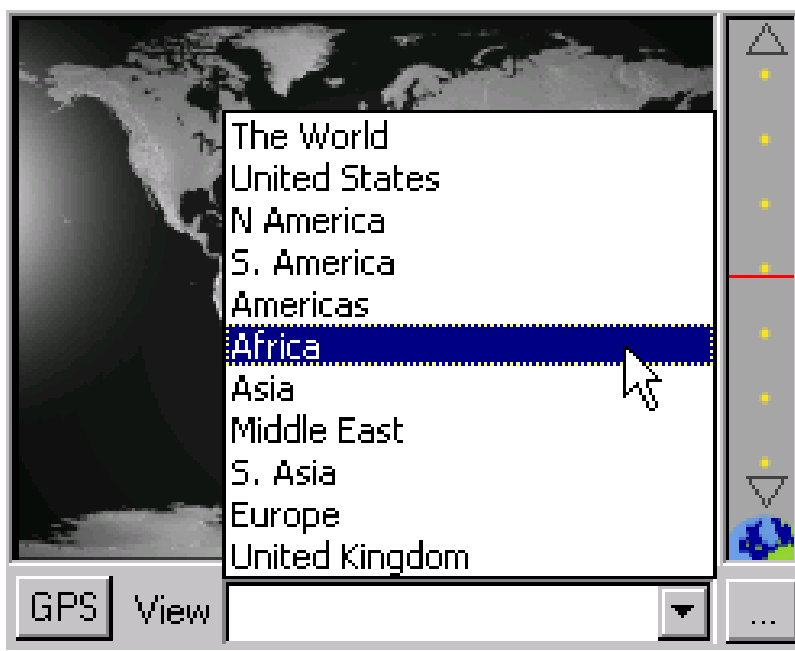 The World
United States
N America
S. America
Americas
Africa
Asia
Middle East
S. Asia
Europe
United Kingdom
GPS View ...